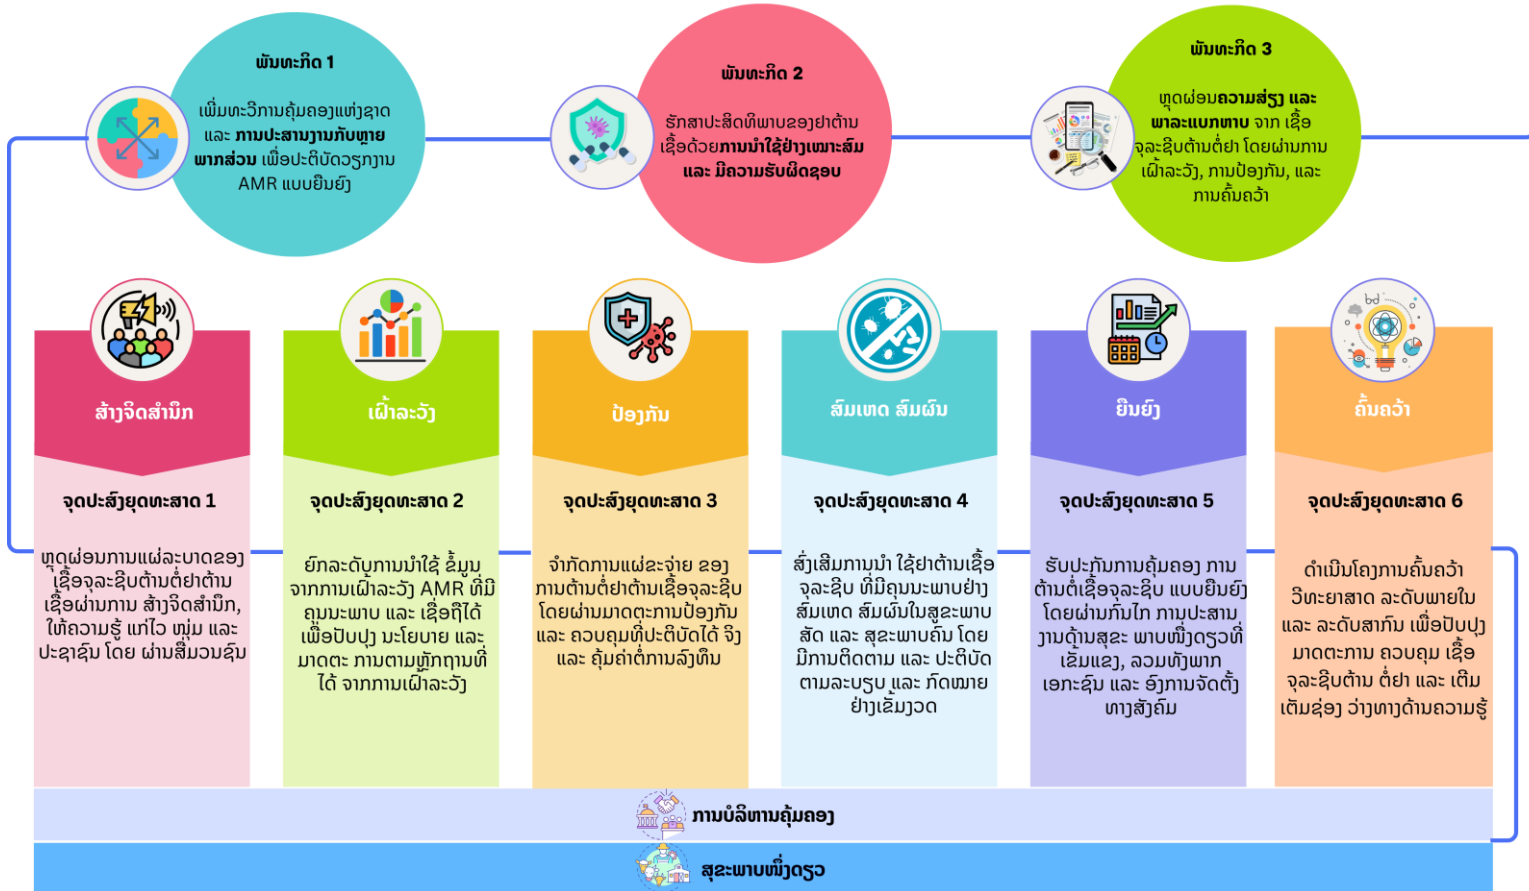 ພັນທະກິດ 1
ເພີ່ມທະວີການຄຸ້ມຄອງແຫ່ງຊາດ
ແລະ ການປະສານງານກັບຫຼາຍ
ພາກສ່ວນ ເພື່ອປະຕິບັດວຽກງານ
AMR ແບບຍືນຍົງ
ພັນທະກິດ 2
ຮັກສາປະສິດທິພາບຂອງຢາຕ້ານ
ເຊື້ອດ້ວຍການນຳໃຊ້ຢ່າງເໝາະສົມ
ແລະ ມີຄວາມຮັບຜິດຊອບ
ພັນທະກິດ 3
ຫຼຸດຜ່ອນຄວາມສ່ຽງ ແລະ
ພາລະແບກຫາບ ຈາກ ເຊື້ອ
ຈຸລະຊີບຕ້ານຕໍ່ຢາ ໂດຍຜ່ານການ
ເຝົ້າລະວັງ, ການປ້ອງກັນ, ແລະ
ການຄົ້ນຄວ້າ
ສ້າງຈິດສຳນຶກ
ຈຸດປະສົງຍຸດທະສາດ 1
ຫຼຸດຜ່ອນການແຜ່ລະບາດຂອງ
ເຊື້ອຈຸລະຊີບຕ້ານຕໍ່ຢາຕ້ານ
ເຊື້ອຜ່ານການ ສ້າງຈິດສຳນຶກ,
ໃຫ້ຄວາມຮູ້ ແກ່ໄວ ໜຸ່ມ ແລະ
ປະຊາຊົນ ໂດຍ ຜ່ານສື່ມວນຊົນ
ເຝົ້າລະວັງ
ຈຸດປະສົງຍຸດທະສາດ 2
ຍົກລະດັບການນຳໃຊ້ ຂໍ້ມູນ
ຈາກການເຝົ້າລະວັງ AMR ທີ່ມີ
ຄຸນນະພາບ ແລະ ເຊື່ອຖືໄດ້
ເພື່ອປັບປຸງ ນະໂຍບາຍ ແລະ
ມາດຕະ ການຕາມຫຼັກຖານທີ່
ໄດ້ ຈາກການເຝົ້າລະວັງ
ປ້ອງກັນ
ຈຸດປະສົງຍຸດທະສາດ 3
ຈຳກັດການແຜ່ຂະຈ່າຍ ຂອງ
ການຕ້ານຕໍ່ຢາຕ້ານເຊື້ອຈຸລະຊີບ
ໂດຍຜ່ານມາດຕະການປ້ອງກັນ
ແລະ ຄວບຄຸມທີ່ປະຕິບັດໄດ້ ຈິງ
ແລະ ຄຸ້ມຄ່າຕໍ່ການລົງທຶນ
ສົມເຫດ ສົມຜົນ
ຈຸດປະສົງຍຸດທະສາດ 4
ສົ່ງເສີມການນຳ ໃຊ້ຢາຕ້ານເຊື້ອ
ຈຸລະຊີບ ທີ່ມີຄຸນນະພາບຢ່າງ
ສົມເຫດ ສົມຜົນໃນສຸຂະພາບ
ສັດ ແລະ ສຸຂະພາບຄົນ ໂດຍ
ມີການຕິດຕາມ ແລະ ປະຕິບັດ
ຕາມລະບຽບ ແລະ ກົດໝາຍ
ຢ່າງເຂັ້ມງວດ
ຍືນຍົງ
ຈຸດປະສົງຍຸດທະສາດ 5
ຮັບປະກັນການຄຸ້ມຄອງ ການ
ຕ້ານຕໍ່ເຊື້ອຈຸລະຊີບ ແບບຍືນຍົງ
ໂດຍຜ່ານກົນໄກ ການປະສານ
ງານດ້ານສຸຂະ ພາບໜຶ່ງດຽວທີ່
ເຂັ້ມແຂງ, ລວມທັງພາກ
ເອກະຊົນ ແລະ ອົງການຈັດຕັ້ງ
ທາງສັງຄົມ
ຄົ້ນຄວ້າ
ຈຸດປະສົງຍຸດທະສາດ 6
ດຳເນີນໂຄງການຄົ້ນຄວ້າ
ວິທະຍາສາດ ລະດັບພາຍໃນ
ແລະ ລະດັບສາກົນ ເພື່ອປັບປຸງ
ມາດຕະການ ຄວບຄຸມ ເຊື້ອ
ຈຸລະຊີບຕ້ານ ຕໍ່ຢາ ແລະ ເຕີມ
ເຕັມຊ່ອງ ວ່າງທາງດ້ານຄວາມຮູ້
ການບໍລິຫານຄຸ້ມຄອງ
ສຸຂະພາບໜຶ່ງດຽວ